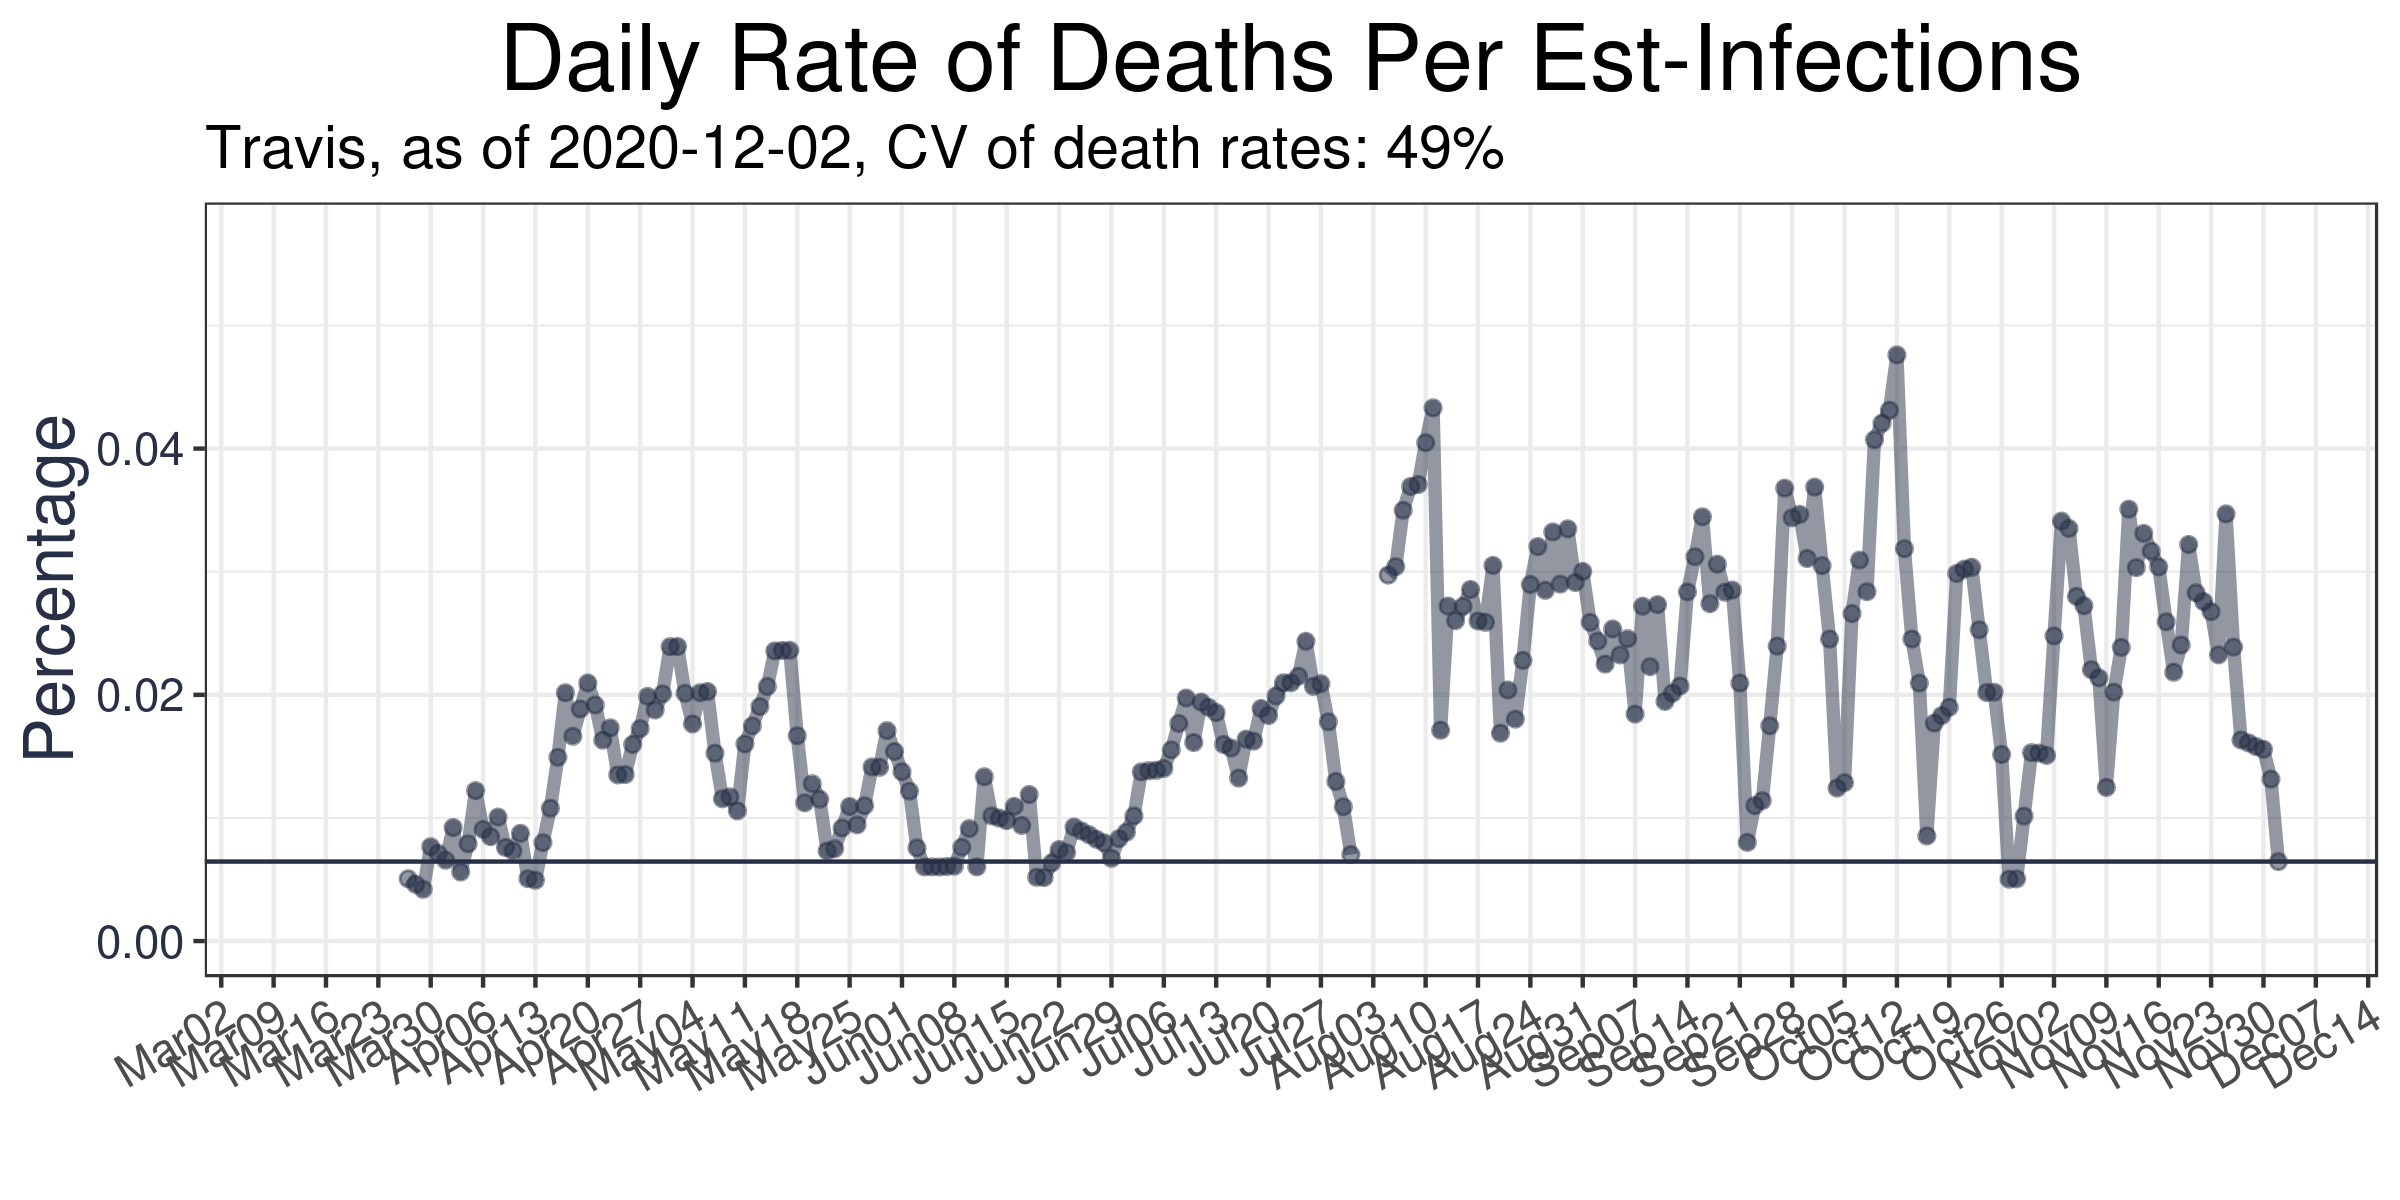 Daily Rate of Deaths Per Est-Infections
Travis, as of 2020-12-02, CV of death rates: 49%
Percentage
0.04
0.02
0.00
Mar02
Mar09
Mar16
Mar23
Mar30
Apr06
Apr13
Apr20
Apr27
May04
May11
May18
May25
Jun01
Jun08
Jun15
Jun22
Jun29
Jul06
Jul13
Jul20
Jul27
Aug03
Aug10
Aug17
Aug24
Aug31
Sep07
Sep14
Sep21
Sep28
Oct05
Oct12
Oct19
Oct26
Nov02
Nov09
Nov16
Nov23
Nov30
Dec07
Dec14